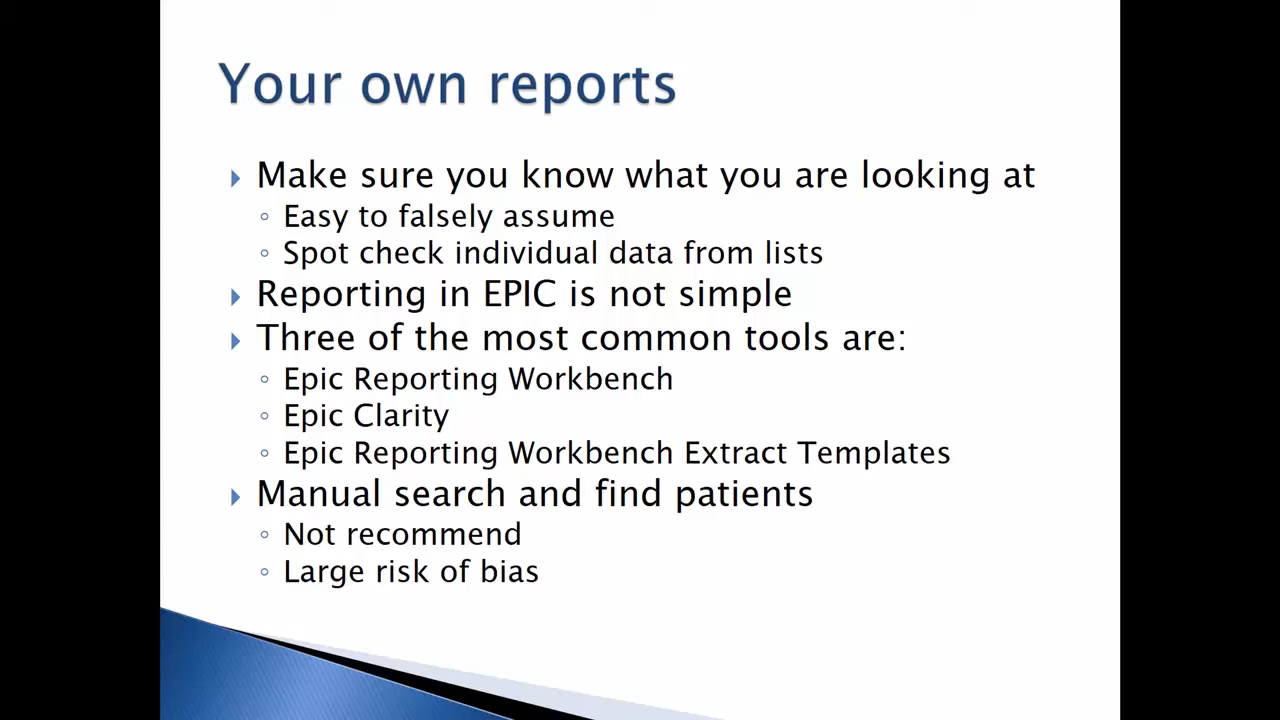 Your own reports
Make sure you know what you are looking at
Easy to falsely assume
Spot check individual data from lists
Reporting in EPIC is not simple
Three of the most common tools are:
Epic Reporting Workbench
Epic Clarity
Epic Reporting Workbench Extract Templates
Manual search and find patients
Not recommend
Large risk of bias